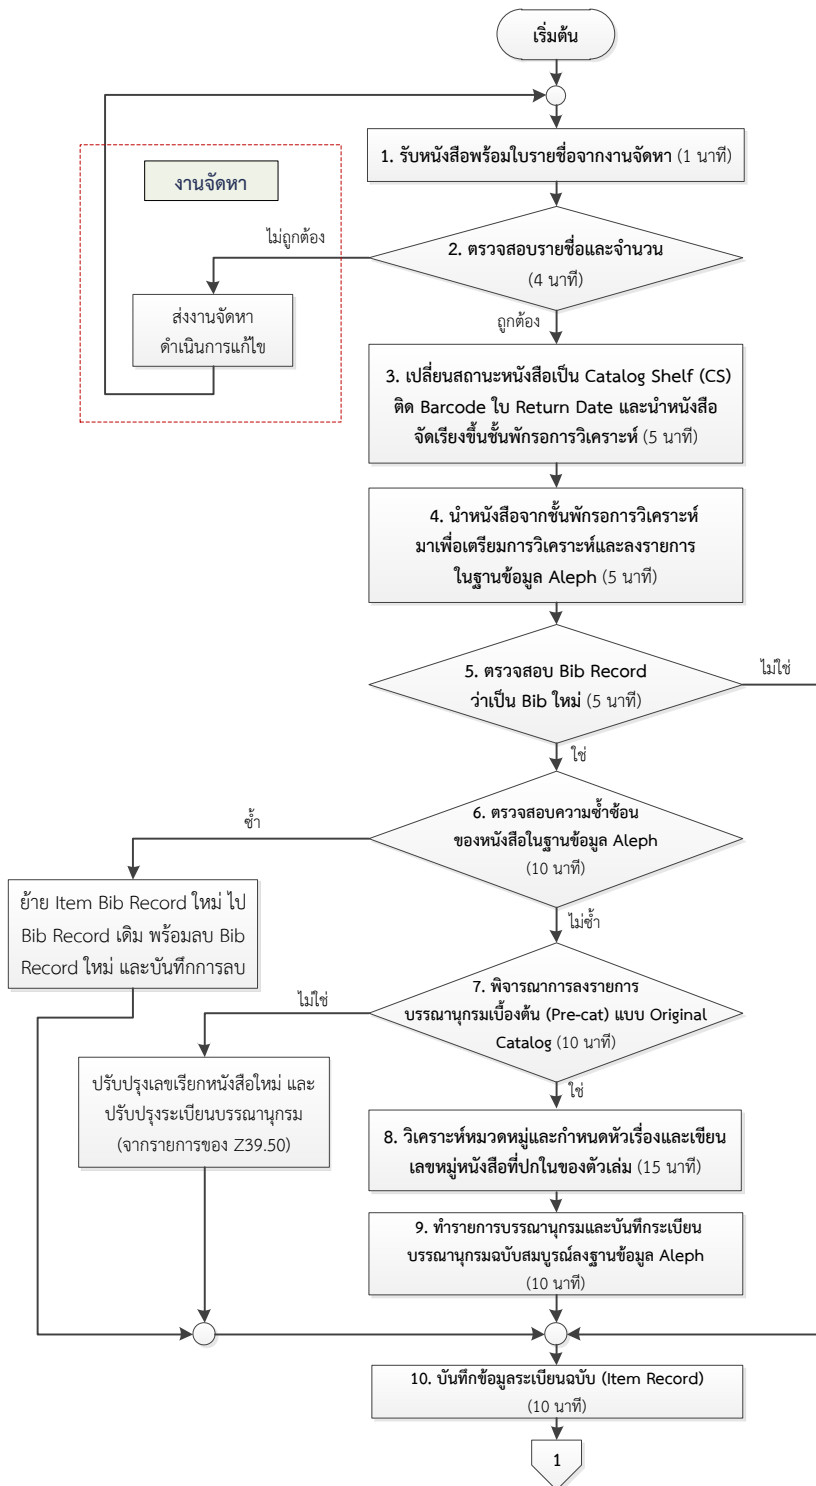 เริ่มต้น
1. รับหนังสือพร้อมใบรายชื่อจากงานจัดหา (1 นาที)
งานจัดหา
ไม่ถูกต้อง
2. ตรวจสอบรายชื่อและจำนวน
(4 นาที)
ส่งงานจัดหา
ดำเนินการแก้ไข
ถูกต้อง
3. เปลี่ยนสถานะหนังสือเป็น Catalog Shelf (CS)
ติด Barcode ใบ Return Date และนำหนังสือ
จัดเรียงขึ้นชั้นพักรอการวิเคราะห์ (5 นาที)
4. นำหนังสือจากชั้นพักรอการวิเคราะห์
มาเพื่อเตรียมการวิเคราะห์และลงรายการ
ในฐานข้อมูล Aleph (5 นาที)
5. ตรวจสอบ Bib Record
ว่าเป็น Bib ใหม่ (5 นาที)
ไม่ใช่
ใช่
6. ตรวจสอบความซ้ำซ้อน
ของหนังสือในฐานข้อมูล Aleph
(10 นาที)
ซ้ำ
ย้าย Item Bib Record ใหม่ ไป
Bib Record เดิม พร้อมลบ Bib
Record ใหม่ และบันทึกการลบ
ไม่ซ้ำ
7. พิจารณาการลงรายการ
บรรณานุกรมเบื้องต้น (Pre-cat) แบบ Original
Catalog (10 นาที)
ไม่ใช่
ปรับปรุงเลขเรียกหนังสือใหม่ และ
ปรับปรุงระเบียนบรรณานุกรม
(จากรายการของ Z39.50)
ใช่
8. วิเคราะห์หมวดหมู่และกำหนดหัวเรื่องและเขียน
เลขหมู่หนังสือที่ปกในของตัวเล่ม (15 นาที)
9. ทำรายการบรรณานุกรมและบันทึกระเบียน
บรรณานุกรมฉบับสมบูรณ์ลงฐานข้อมูล Aleph
(10 นาที)
10. บันทึกข้อมูลระเบียนฉบับ (Item Record)
(10 นาที)
1